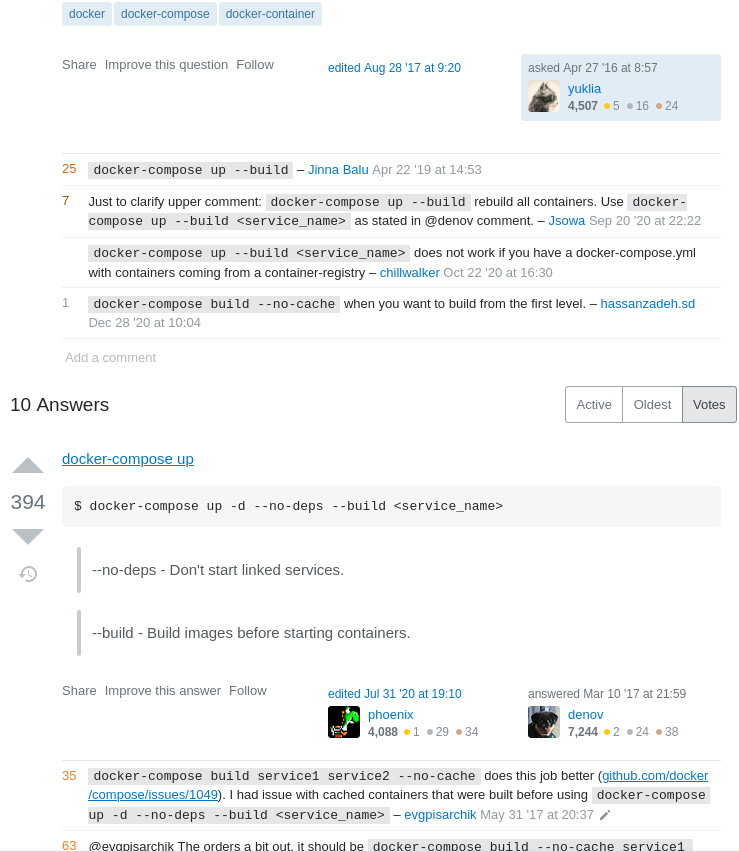 docker docker-compose docker-container
Share Improve this question Follow
edited Aug 28 '17 at 9:20
asked Apr 27 '16 at 8:57
yuklia
4,507 5 16 24
25 docker-compose up --build – Jinna Balu Apr 22 '19 at 14:53
7 Just to clarify upper comment: docker-compose up --build rebuild all containers. Use docker-
compose up --build <service_name> as stated in @denov comment. – Jsowa Sep 20 '20 at 22:22
docker-compose up --build <service_name> does not work if you have a docker-compose.yml
with containers coming from a container-registry – chillwalker Oct 22 '20 at 16:30
1 docker-compose build --no-cache when you want to build from the first level. – hassanzadeh.sd
Dec 28 '20 at 10:04
Add a comment
10 Answers
Active Oldest Votes
docker-compose up
394
$ docker-compose up -d --no-deps --build <service_name>
--no-deps - Don't start linked services.
--build - Build images before starting containers.
Share Improve this answer Follow
edited Jul 31 '20 at 19:10
phoenix
4,088 1 29 34
answered Mar 10 '17 at 21:59
denov
7,244 2 24 38
35 docker-compose build service1 service2 --no-cache does this job better (github.com/docker
/compose/issues/1049). I had issue with cached containers that were built before using docker-compose
up -d --no-deps --build <service_name> – evgpisarchik May 31 '17 at 20:37
63 @evgpisarchik The orders a bit out, it should be docker-compose build --no-cache service1